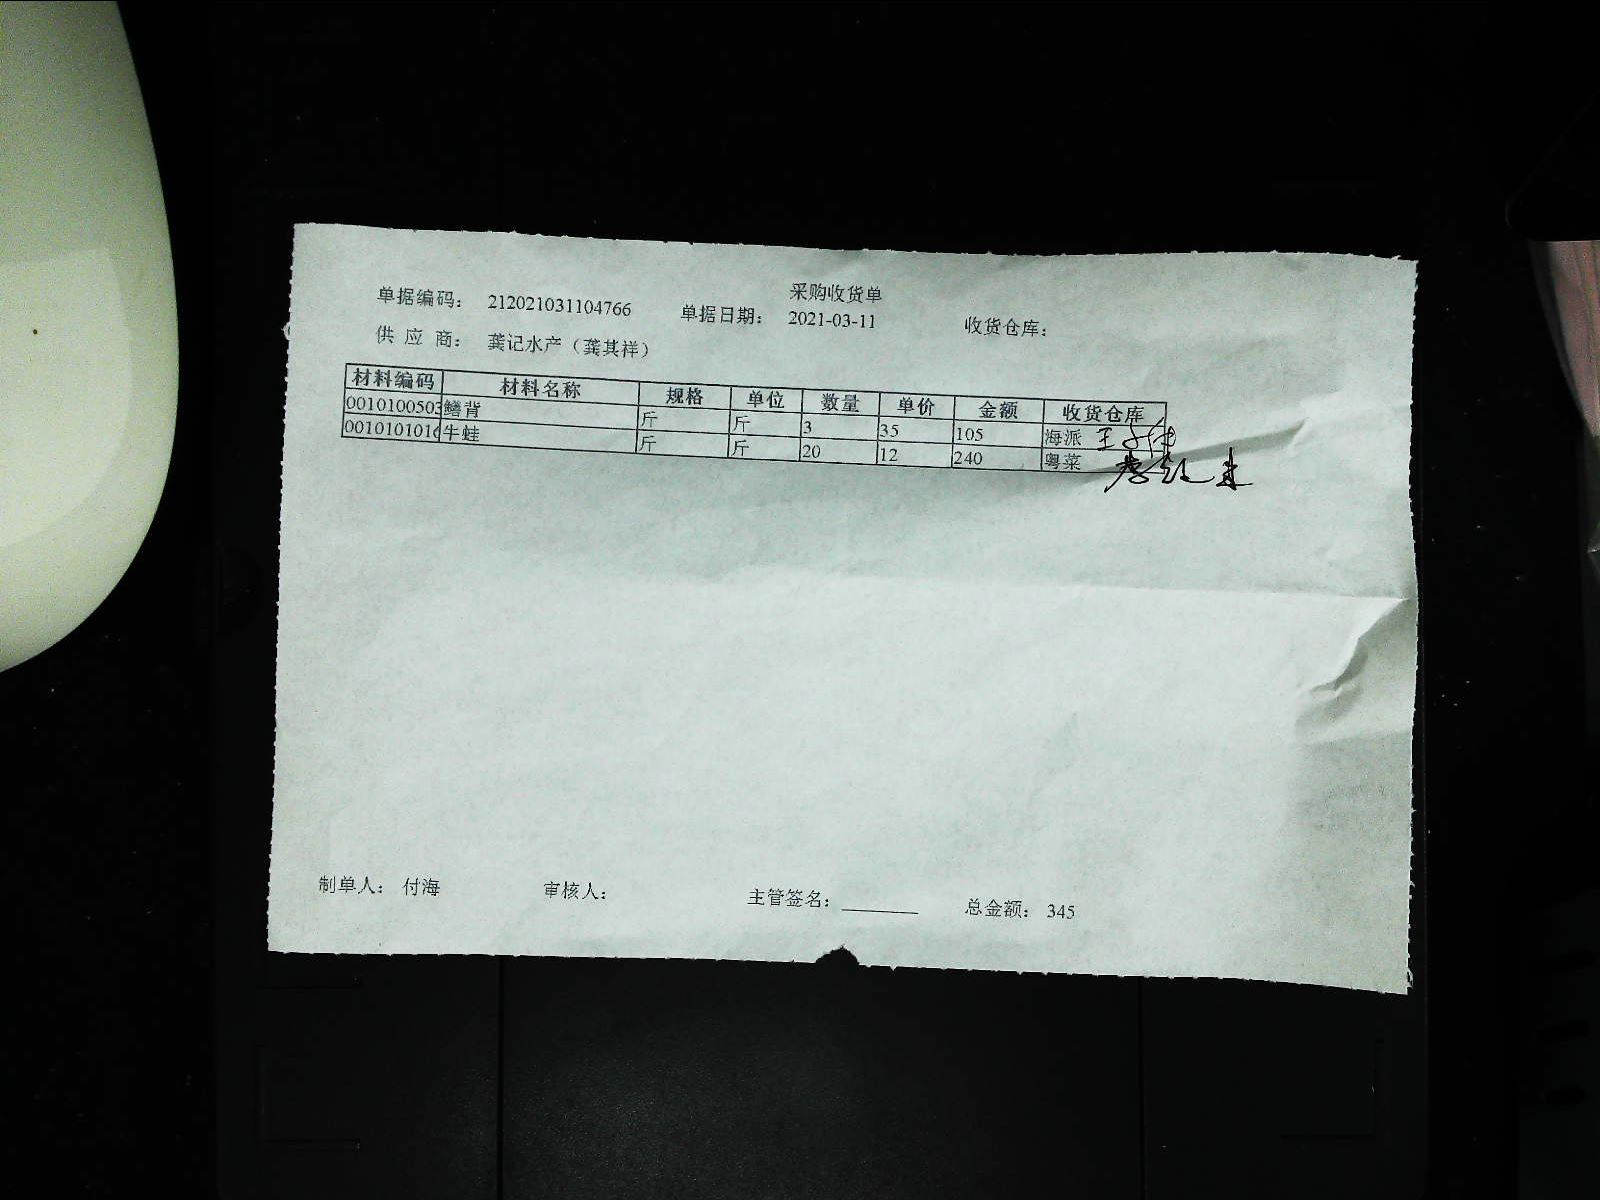 采购收货单
单据编码： 212021031104766 单据日期： 2021-03-11 收货仓库：
供 应 商： 龚记水产（龚其祥）
材料编码 材料名称 规格 单位 数量 单价 金额 收货仓库
0010100503 鳝背 斤 斤 3 35 105 海派
001010101 牛蛙 斤 斤 20 12 240 粤菜
制单人： 付海 审核人： 主管签名： 总金额： 345